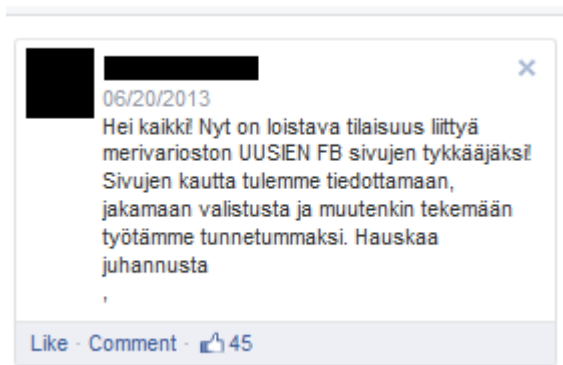 06/20/2013
Hei kaikki! Nyt on loistava tilaisuus liittyä
merivarioston UUSIEN FB sivujen tykkääjäksi!
Sivujen kautta tulemme tiedottamaan,
jakamaan valistusta ja muutenkin tekemään
työtämme tunnetummaksi. Hauskaa
juhannusta
,
Like · Comment · 45